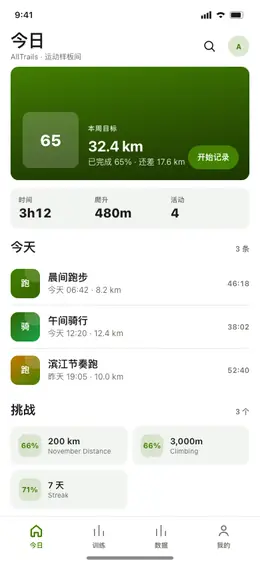 9:41
今日
AllTrails · 运动样板间
A
65
本周目标
32.4 km
已完成 65% · 还差 17.6 km
开始记录
时间
3h12
爬升
480m
活动
4
今天
3 条
跑
晨间跑步
今天 06:42 · 8.2 km
46:18
骑
午间骑行
今天 12:20 · 12.4 km
38:02
跑
滨江节奏跑
昨天 19:05 · 10.0 km
52:40
挑战
3 个
66%
200 km
November Distance
66%
3,000m
Climbing
71%
7 天
Streak
今日
训练
数据
我的